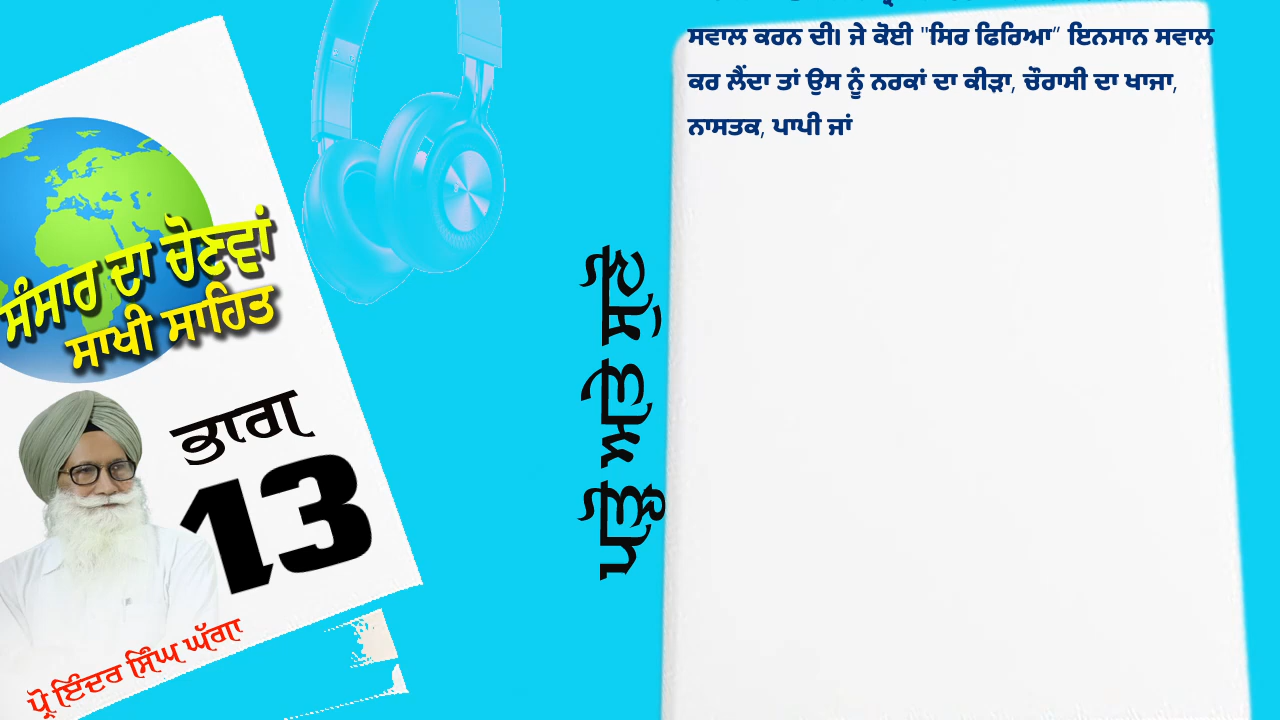 ਸੰਸਾਰ ਦਾ ਚੋਣਵਾਂ
ਸਾਖੀ ਸਾਹਿਤ
ਭਾਗ
13
ਪ੍ਰੋ ਇੰਦਰ ਸਿੰਘ ਘੱਗਾ
ਪੜ੍ਹੋ ਅਤੇ ਸੁਣੋ
ਸਵਾਲ ਕਰਨ ਦੀ। ਜੇ ਕੋਈ "ਸਿਰ ਫਿਰਿਆ” ਇਨਸਾਨ ਸਵਾਲ
ਕਰ ਲੈਂਦਾ ਤਾਂ ਉਸ ਨੂੰ ਨਰਕਾਂ ਦਾ ਕੀੜਾ, ਚੌਰਾਸੀ ਦਾ ਖਾਜਾ,
ਨਾਸਤਕ, ਪਾਪੀ ਜਾਂ